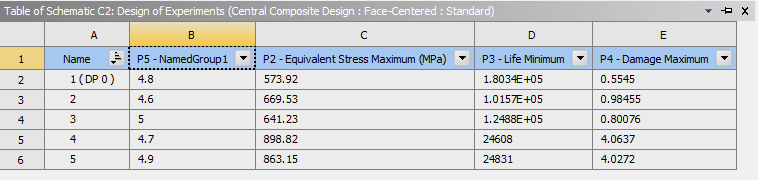 Table of Schematic C2: Design of Experiments (Central Composite Design : Face-Centered : Standard)
A B C D E
1 Name P5 - NamedGroup1 P2 - Equivalent Stress Maximum (MPa) P3 - Life Minimum P4 - Damage Maximum
2 1 ( DP 0 ) 4.8 573.92 1.8034E+05 0.5545
3 2 4.6 669.53 1.0157E+05 0.98455
4 3 5 641.23 1.2488E+05 0.80076
5 4 4.7 898.82 24608 4.0637
6 5 4.9 863.15 24831 4.0272